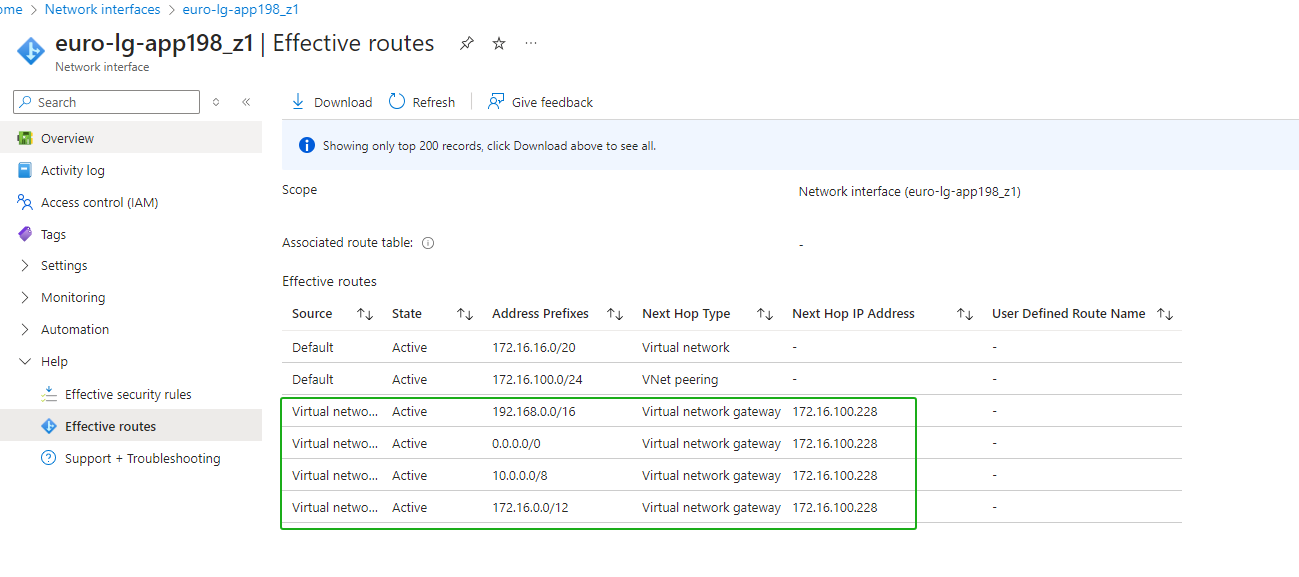 ome > Network interfaces > euro-lg-app198_z1
euro-lg-app198_z1 | Effective routes
Network interface
Search
Download Refresh Give feedback
Overview
Activity log
Access control (IAM)
Tags
Settings
Monitoring
Automation
Help
Effective security rules
Effective routes
Support + Troubleshooting
Showing only top 200 records, click Download above to see all.
Scope Network interface (euro-lg-app198_z1)
Associated route table: -
Effective routes
Source State Address Prefixes Next Hop Type Next Hop IP Address User Defined Route Name
Default Active 172.16.16.0/20 Virtual network - -
Default Active 172.16.100.0/24 VNet peering - -
Virtual netwo... Active 192.168.0.0/16 Virtual network gateway 172.16.100.228 -
Virtual netwo... Active 0.0.0.0/0 Virtual network gateway 172.16.100.228 -
Virtual netwo... Active 10.0.0.0/8 Virtual network gateway 172.16.100.228 -
Virtual netwo... Active 172.16.0.0/12 Virtual network gateway 172.16.100.228 -